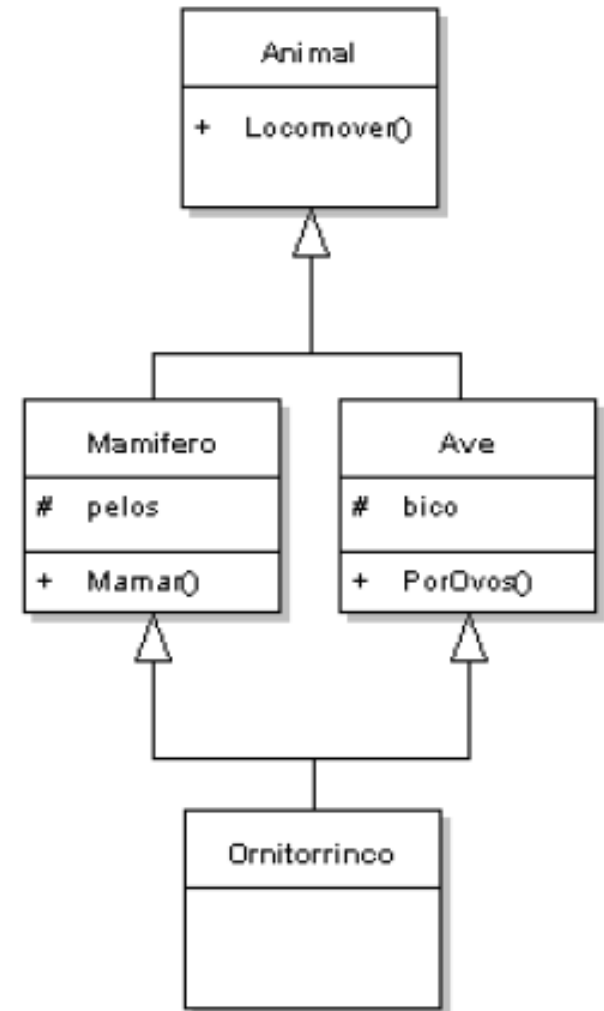 Animal
+ Locomover()
Mamifero
# pelos
+ Mamar()
Ave
# bico
+ PorOvos()
Ornitorrinco